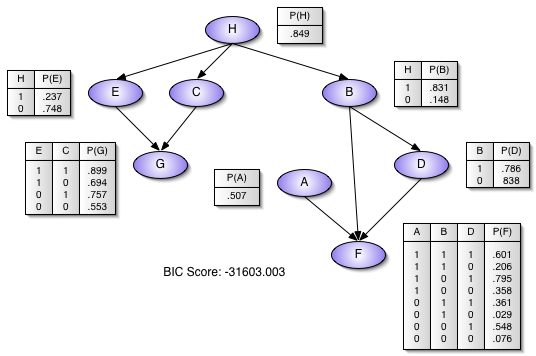 H
P(H)
.849
H P(E)
1 .237
0 .748
E
C
B
H P(B)
1 .831
0 .148
E C P(G)
1 1 .899
1 0 .694
0 1 .757
0 0 .553
G
P(A)
.507
A
D
B P(D)
1 .786
0 838
A B D P(F)
1 1 1 .601
1 1 0 .206
1 0 1 .795
1 0 0 .358
0 1 1 .361
0 1 0 .029
0 0 1 .548
0 0 0 .076
F
BIC Score: -31603.003